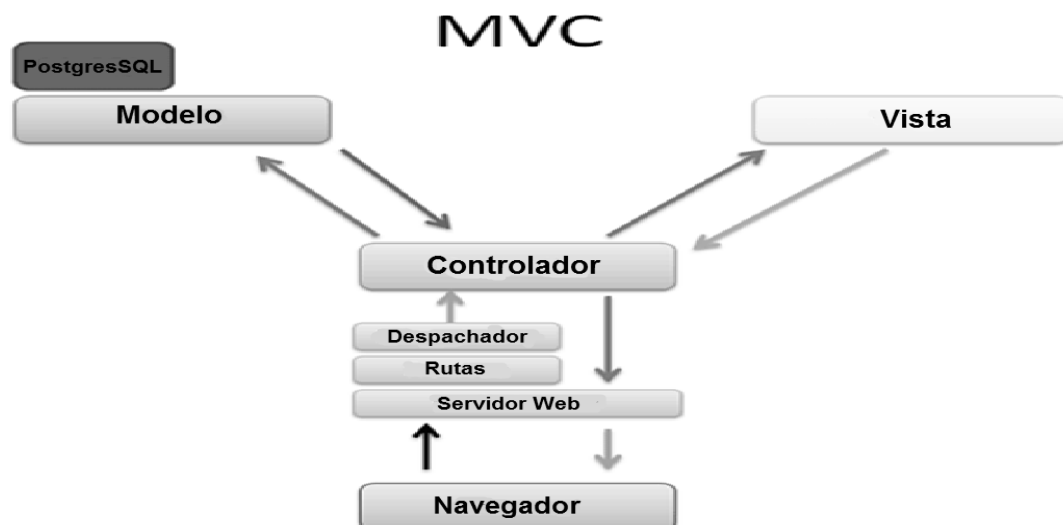 MVC
PostgresSQL
Modelo
Vista
Controlador
Despachador
Rutas
Servidor Web
Navegador